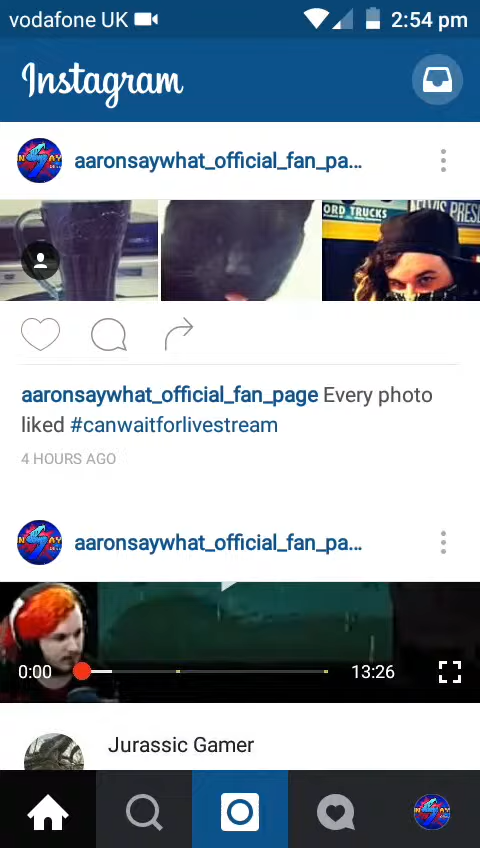 vodafone UK 2:54 pm
Instagram
aaronsaywhat_official_fan_pa...
ORD TRUCKS
aaronsaywhat_official_fan_page Every photo
liked #canwaitforlivestream
4 HOURS AGO
aaronsaywhat_official_fan_pa...
0:00 13:26
Jurassic Gamer